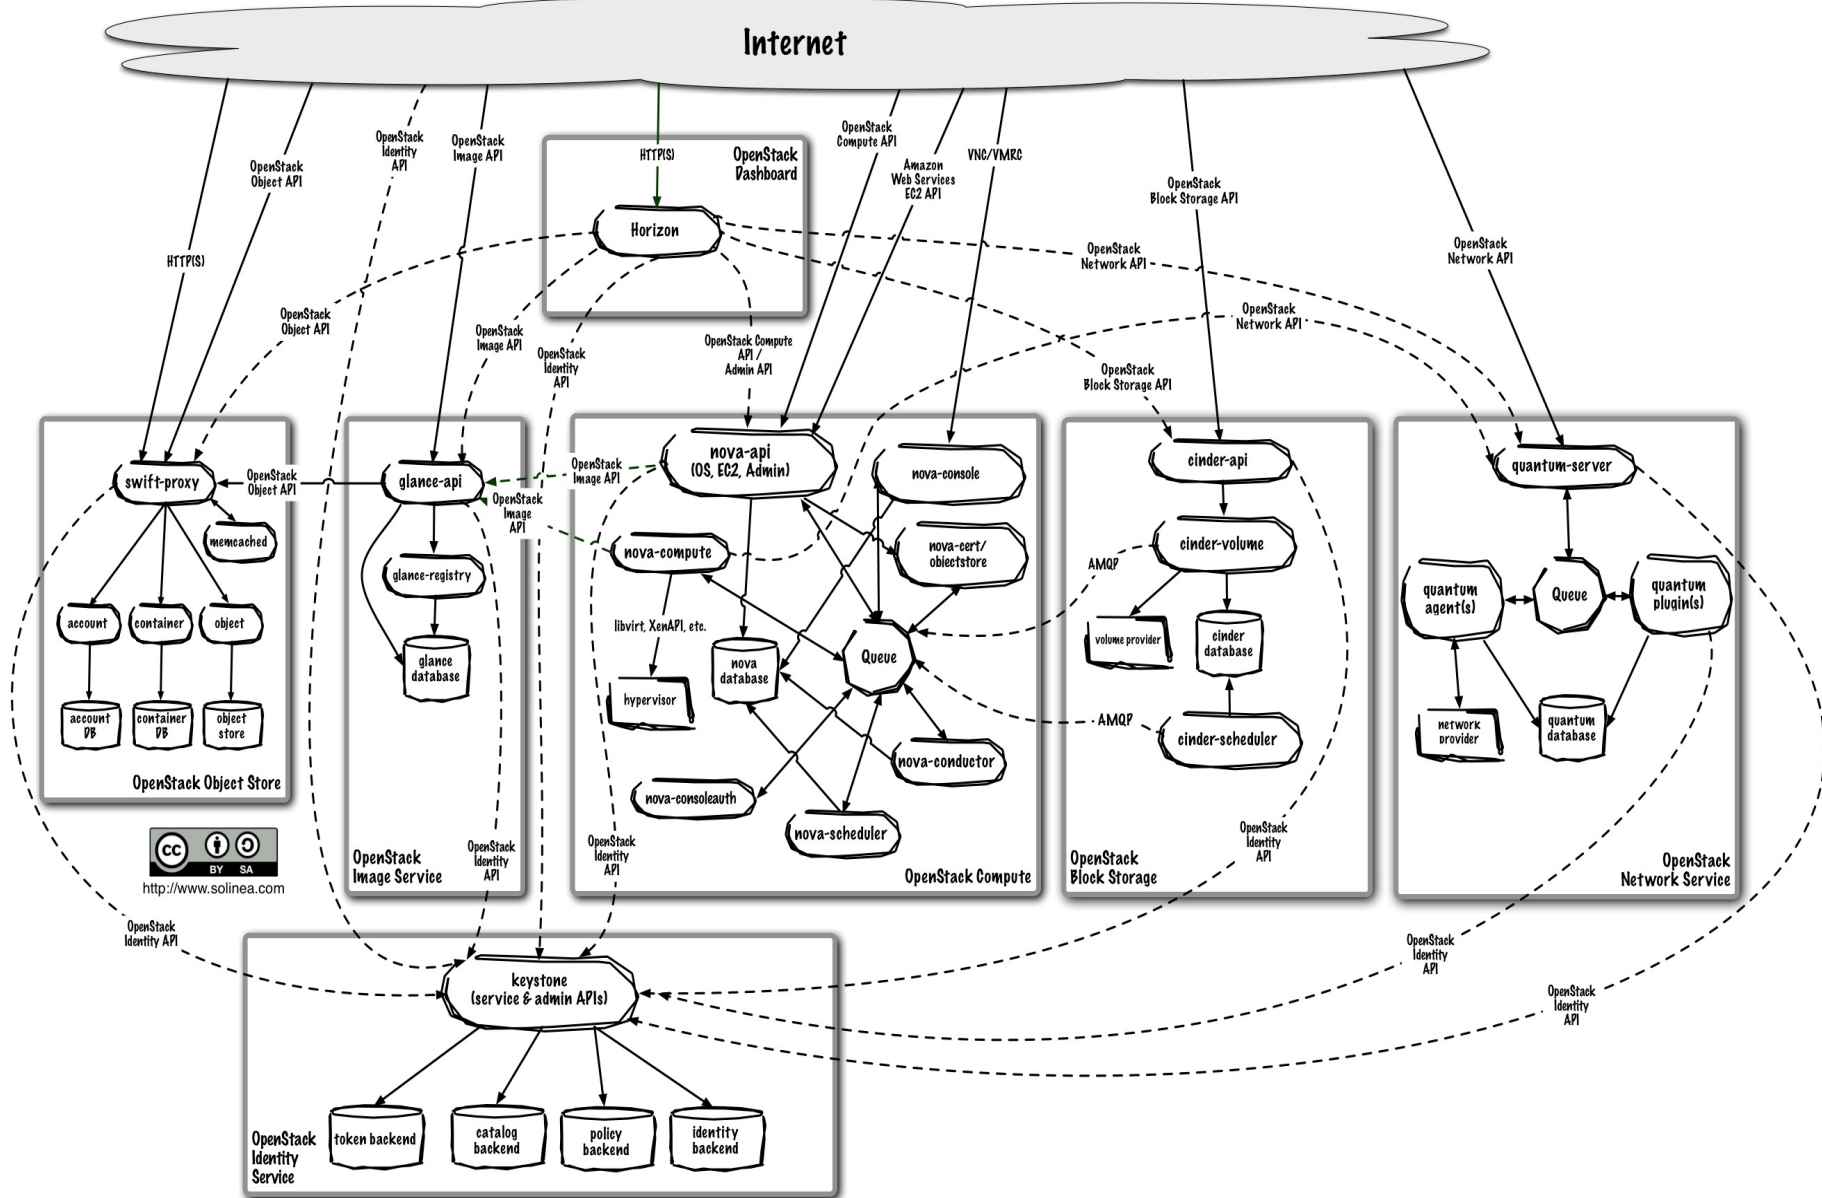 Internet
OpenStack
Identity
API
OpenStack
Image API
OpenStack
Object API
HTTP(S)
HTTP(S)
OpenStack
Dashboard
Horizon
OpenStack
Compute API
Amazon
Web Services
EC2 API
VNC/VMRC
OpenStack
Block Storage API
OpenStack
Network API
OpenStack
Network API
OpenStack
Network API
OpenStack
Object API
OpenStack
Image API
OpenStack
Identity
API
OpenStack Compute
API /
Admin API
OpenStack
Block Storage API
swift-proxy
OpenStack
Object API
memcached
account
container
object
account
DB
container
DB
object
store
OpenStack Object Store
glance-api
glance-registry
glance
database
OpenStack
Identity
API
OpenStack
Image Service
OpenStack
Image API
OpenStack
Image
API
nova-api
(OS, EC2, Admin)
nova-console
nova-compute
nova-cert/
objectstore
libvirt, XenAPI, etc.
hypervisor
nova
database
Queue
nova-conductor
nova-consoleauth
nova-scheduler
OpenStack
Identity
API
OpenStack Compute
cinder-api
cinder-volume
AMQP
volume provider
cinder
database
AMQP
cinder-scheduler
OpenStack
Identity
API
OpenStack
Block Storage
quantum-server
quantum
agent(s)
Queue
quantum
plugin(s)
network
provider
quantum
database
OpenStack
Network Service
cc
BY SA
http://www.solinea.com
OpenStack
Identity API
OpenStack
Identity
API
OpenStack
Identity
API
keystone
(service & admin APIs)
token backend
catalog
backend
policy
backend
identity
backend
OpenStack
Identity
Service